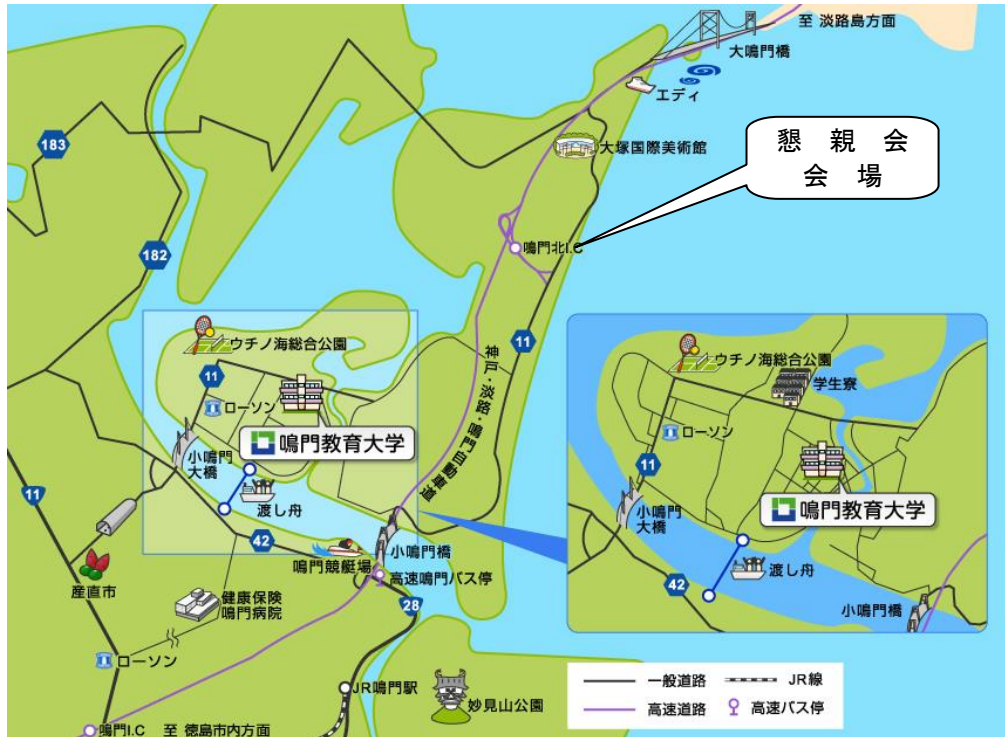 至 淡路島方面
大鳴門橋
エディ
大塚国際美術館
懇 親 会
会 場
183
182
鳴門北I.C
11
神戸・淡路・鳴門自動車道
ウチノ海総合公園
11
ローソン
鳴門教育大学
小鳴門
大橋
渡し舟
11
42
鳴門競艇場
小鳴門橋
高速鳴門バス停
28
産直市
健康保険
鳴門病院
ローソン
JR鳴門駅
妙見山公園
鳴門I.C 至 徳島市内方面
ウチノ海総合公園
学生寮
ローソン
11
小鳴門
大橋
鳴門教育大学
渡し舟
42
小鳴門橋
一般道路
JR線
高速道路
高速バス停